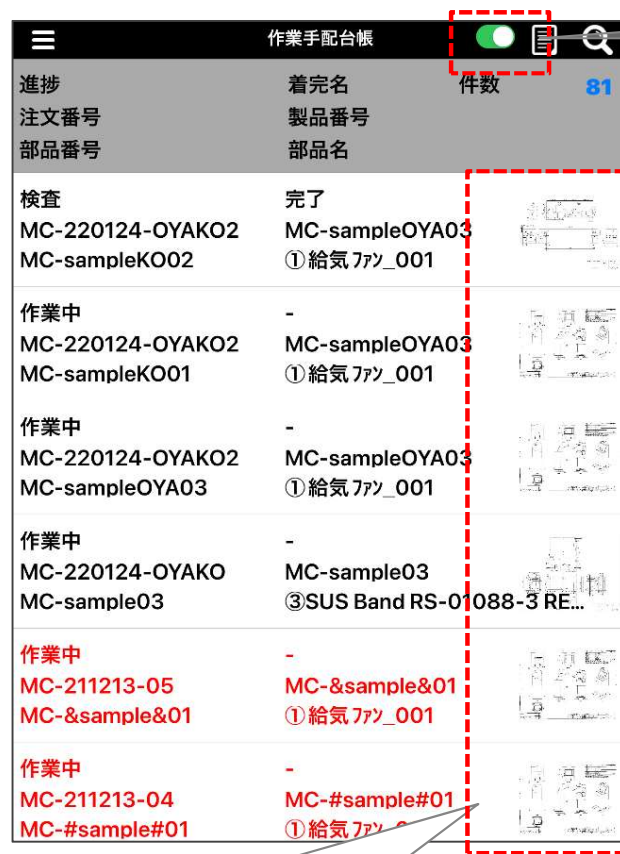 作業手配台帳
進捗 着完名 件数 81
注文番号 製品番号
部品番号 部品名
検査 完了
MC-220124-OYAKO2 MC-sampleOYA03
MC-sampleKO02 ①給気ファン_001
作業中 -
MC-220124-OYAKO2 MC-sampleOYA03
MC-sampleKO01 ①給気ファン_001
作業中 -
MC-220124-OYAKO2 MC-sampleOYA03
MC-sampleOYA03 ①給気ファン_001
作業中 -
MC-220124-OYAKO MC-sample03
MC-sample03 ③SUS Band RS-01088-3 RE...
作業中 -
MC-211213-05 MC-&sample&01
MC-&sample&01 ①給気ファン_001
作業中 -
MC-211213-04 MC-#sample#01
MC-#sample#01 ①給気ファン